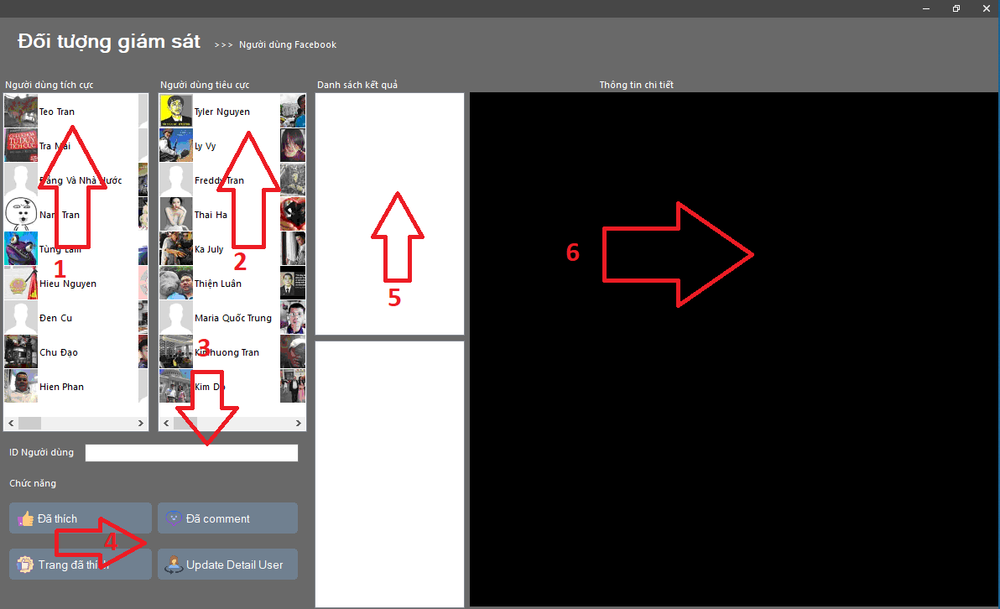 Đối tượng giám sát >>> Người dùng Facebook
Người dùng tích cực
Teo Tran
Tra Mai
Đảng Và Nhà Nước
Nam Tran
Tùng Lâm
1
Hieu Nguyen
Đen Cu
Chu Đạo
Hien Phan
Người dùng tiêu cực
Tyler Nguyen
Ly Vy
Freddy Tran
Thai Ha
Ka July
2
Thiện Luân
Maria Quốc Trung
3
Kimhuong Tran
Kim Do
Danh sách kết quả
5
Thông tin chi tiết
6
ID Người dùng
Chức năng
Đã thích
Đã comment
4
Trang đã thích
Update Detail User